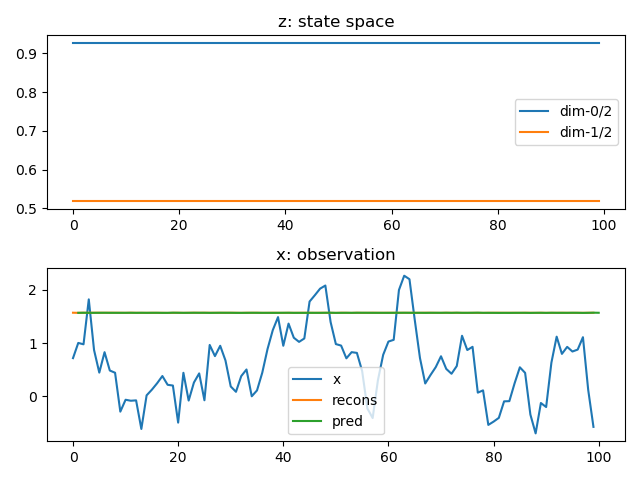 z: state space
0.9
0.8
0.7
0.6
0.5
dim-0/2
dim-1/2
0 20 40 60 80 100
x: observation
2
1
0
x
recons
pred
0 20 40 60 80 100